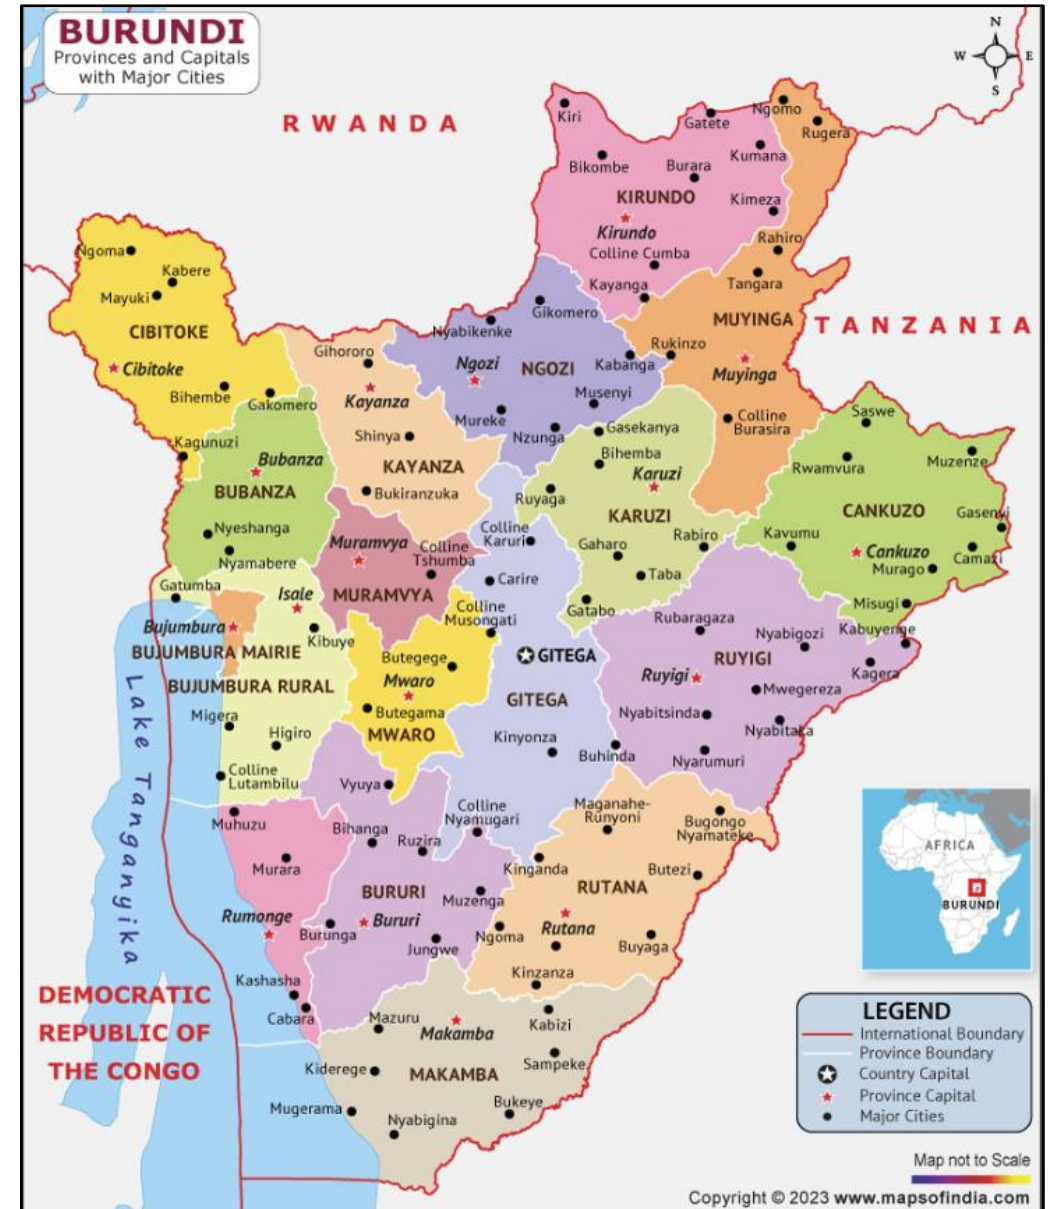 BURUNDI
Provinces and Capitals
with Major Cities
N
W
E
S
RWANDA
TANZANIA
DEMOCRATIC
REPUBLIC OF
THE CONGO
Lake Tanganyika
Kiri
Gatete
Ngomo
Rugera
Bikombe
Burara
Kumana
KIRUNDO
Kimeza
Kirundo
Colline Cumba
Rahiro
Kayanga
Tangara
Ngoma
Kabere
Mayuki
CIBITOKE
Cibitoke
Bihembe
Gakomero
Kagunuzi
Gihororo
Kayanza
Shinya
KAYANZA
Bukiranzuka
Nyabikenke
Gikomero
Ngozi
NGOZI
Kabanga
Mureke
Musenyi
Nzunga
MUYINGA
Rukinzo
Muyinga
Colline
Burasira
Gasekanya
Bihemba
Karuzi
Ruyaga
KARUZI
Gaharo
Rabiro
Taba
Gatabo
Saswe
Rwamvura
Muzenze
CANKUZO
Gasenyi
Kavumu
Cankuzo
Camazi
Murago
Misugi
Bubanza
BUBANZA
Nyeshanga
Nyamabere
Muramvya
Colline
Tshumba
MURAMVYA
Colline
Karuri
Carire
Colline
Musongati
GITEGA
GITEGA
Kinyonza
Gatumba
Isale
Bujumbura
Kibuye
BUJUMBURA MAIRIE
BUJUMBURA RURAL
Migera
Higiro
Colline
Lutambilu
Butegege
Mwaro
Butegama
MWARO
Rubaragaza
Nyabigozi
Kabuyenge
RUYIGI
Ruyigi
Kagera
Mwegereza
Nyabitsinda
Nyabitaka
Buhinda
Nyarumuri
Vyuya
Bihanga
Ruzira
Colline
Nyamugari
BURURI
Muzenga
Bururi
Burunga
Jungwe
Muhuzu
Murara
Rumonge
Kashasha
Cabara
Maganahe-
Runyoni
Bugongo
Nyamateke
Kinganda
Butezi
RUTANA
Ngoma
Rutana
Buyaga
Kinzanza
Mazuru
Makamba
Kabizi
Kiderege
MAKAMBA
Sampeke
Mugerama
Bukeye
Nyabigina
AFRICA
BURUNDI
LEGEND
International Boundary
Province Boundary
Country Capital
Province Capital
Major Cities
Map not to Scale
Copyright © 2023 www.mapsofindia.com